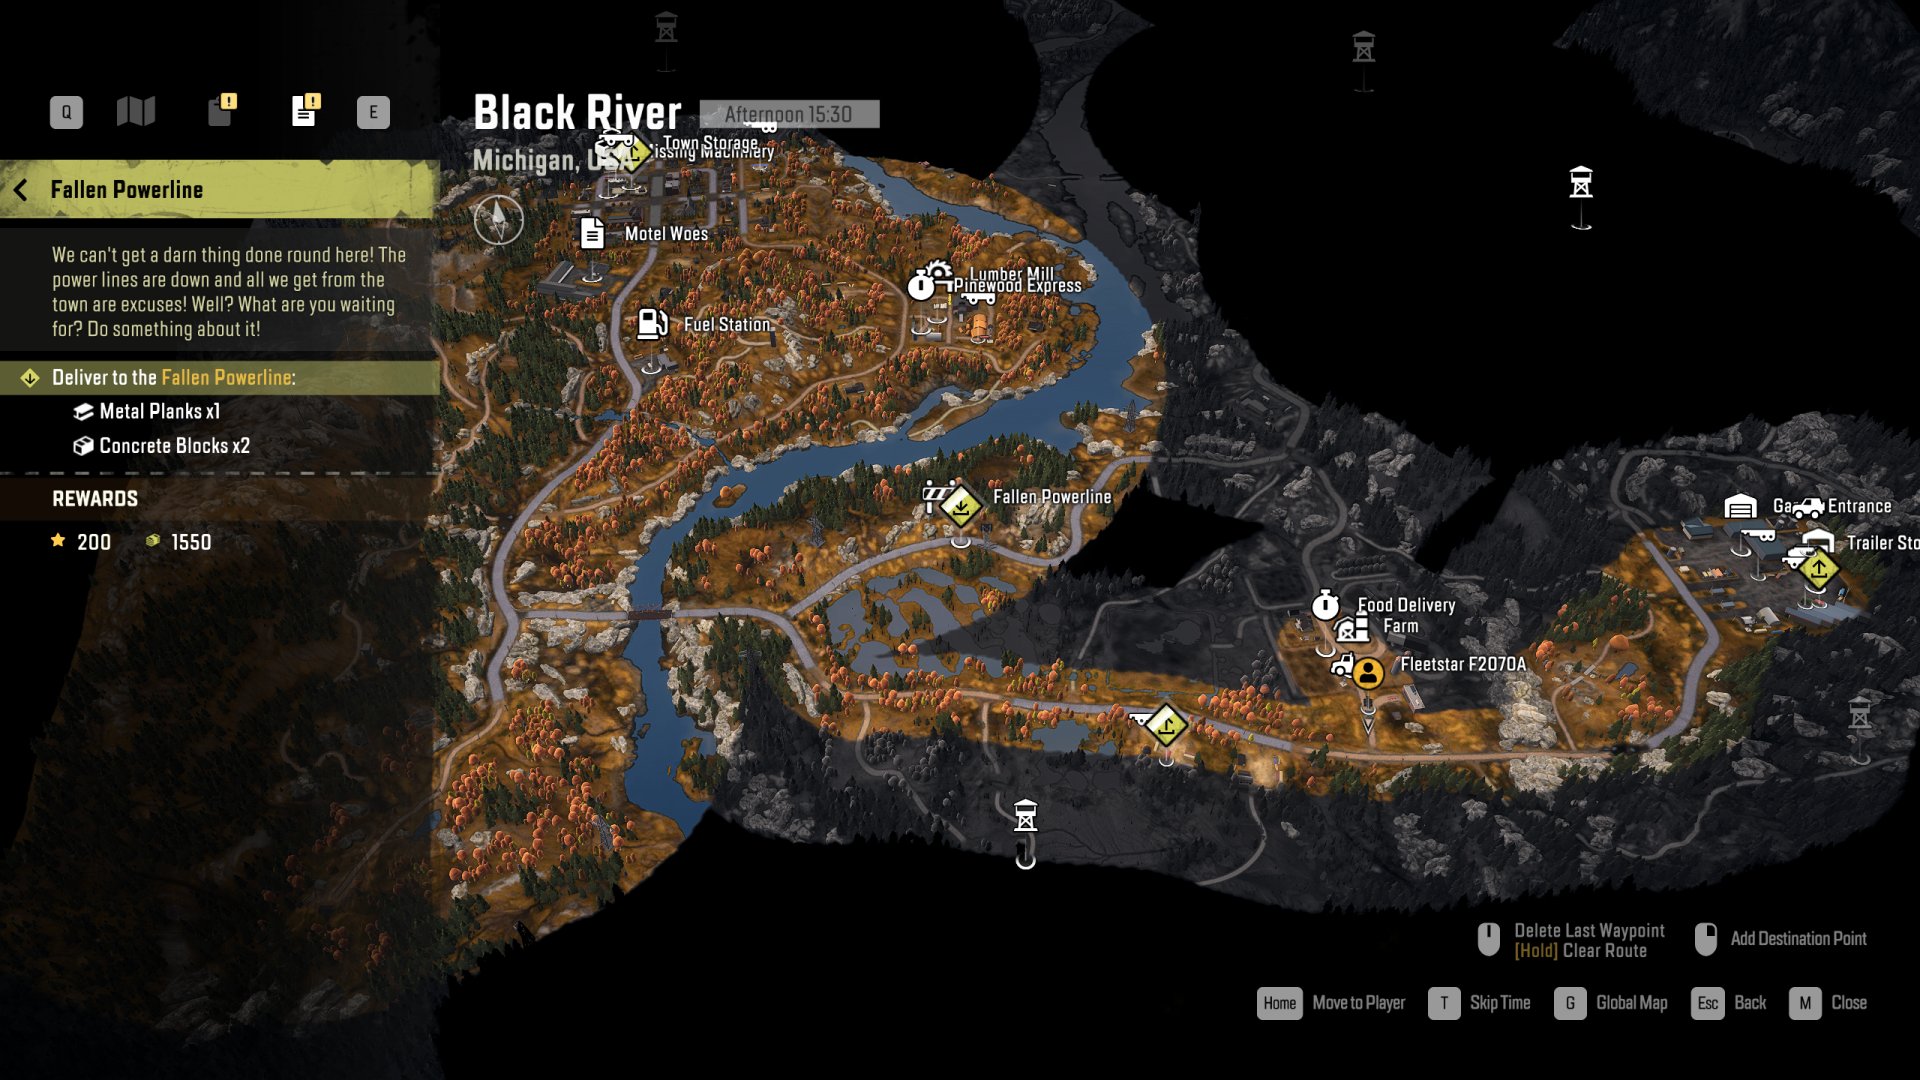 Q
E
Black River
Afternoon 15:30
Michigan, USA
Town Storage
issing Machinery
Fallen Powerline
We can't get a darn thing done round here! The
power lines are down and all we get from the
town are excuses! Well? What are you waiting
for? Do something about it!
Deliver to the Fallen Powerline:
Metal Planks x1
Concrete Blocks x2
REWARDS
200
1550
Motel Woes
Lumber Mill
Pinewood Express
Fuel Station
Fallen Powerline
Ga
Entrance
Trailer Sto
Food Delivery
Farm
Fleetstar F2070A
Delete Last Waypoint
[Hold] Clear Route
Add Destination Point
Home Move to Player
T Skip Time
G Global Map
Esc Back
M Close